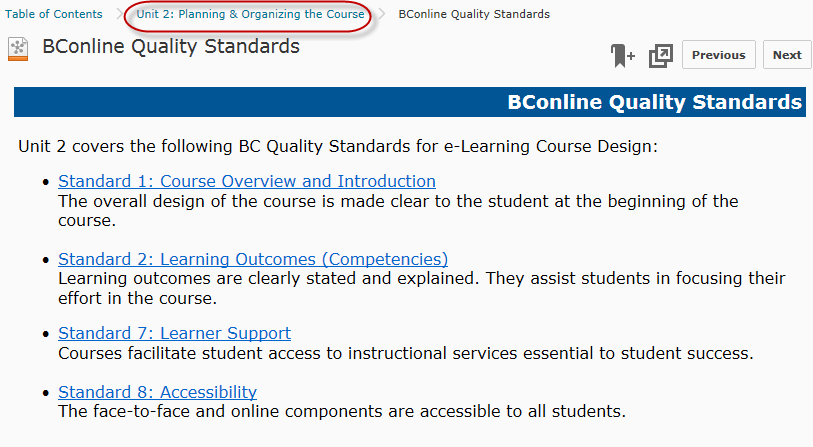 Table of Contents Unit 2: Planning & Organizing the Course BConline Quality Standards
BConline Quality Standards
Previous Next
BConline Quality Standards
Unit 2 covers the following BC Quality Standards for e-Learning Course Design:
• Standard 1: Course Overview and Introduction
The overall design of the course is made clear to the student at the beginning of the
course.
• Standard 2: Learning Outcomes (Competencies)
Learning outcomes are clearly stated and explained. They assist students in focusing their
effort in the course.
• Standard 7: Learner Support
Courses facilitate student access to instructional services essential to student success.
• Standard 8: Accessibility
The face-to-face and online components are accessible to all students.